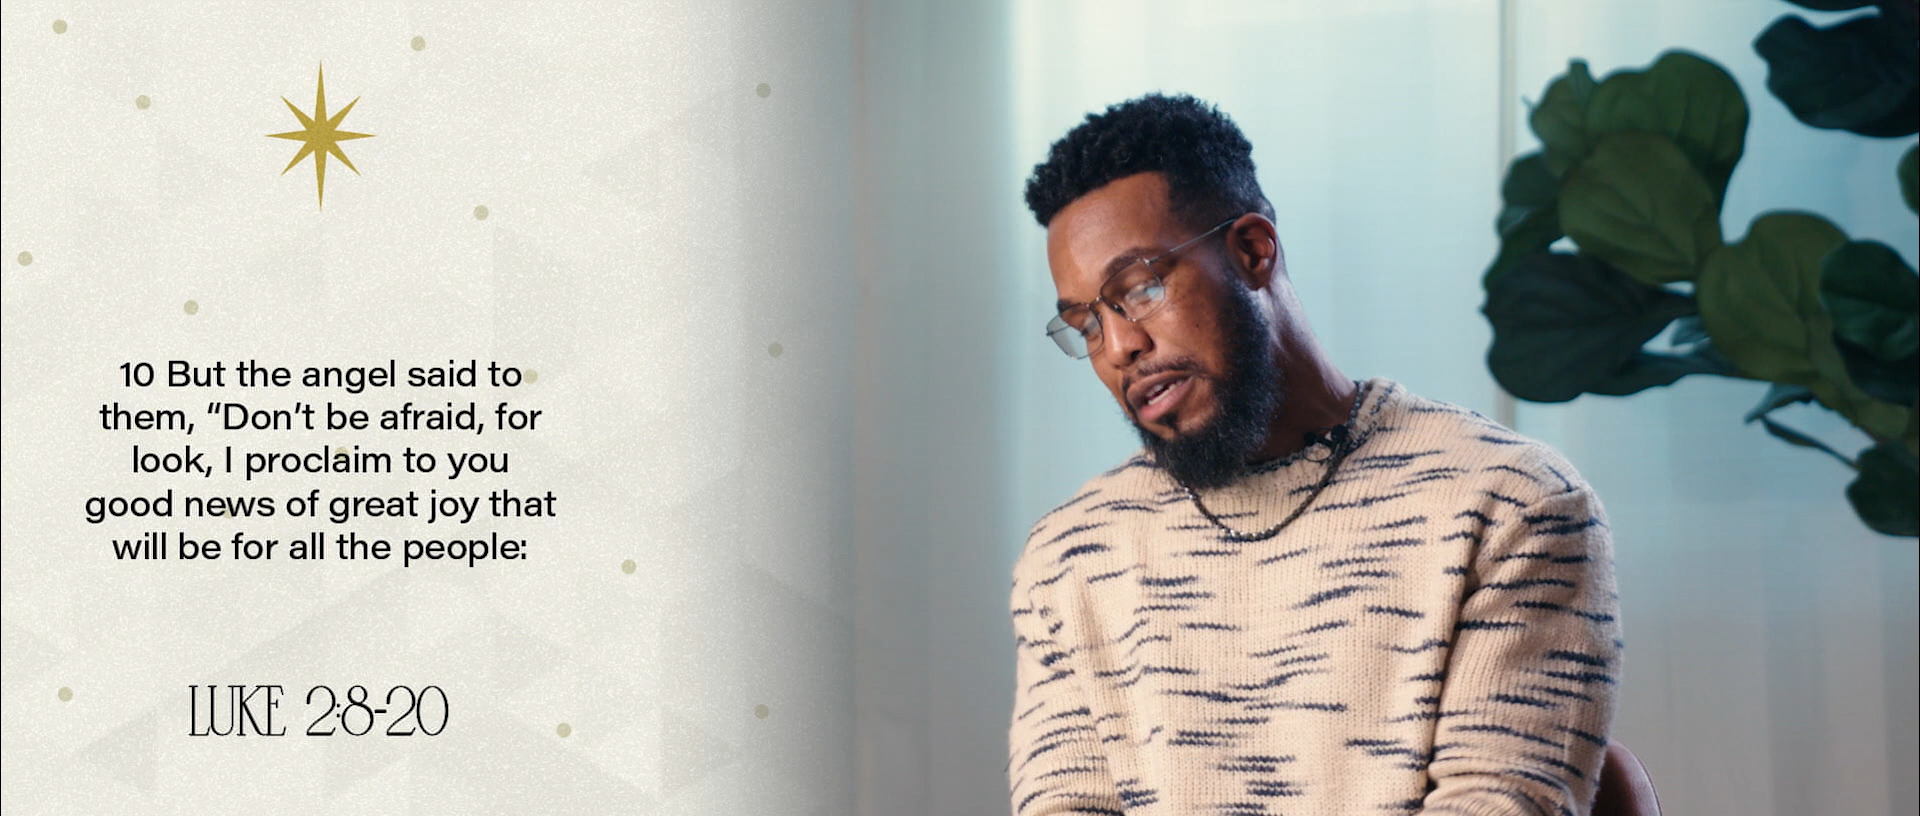 10 But the angel said to
them, “Don’t be afraid, for
look, I proclaim to you
good news of great joy that
will be for all the people:
LUKE 2:8-20